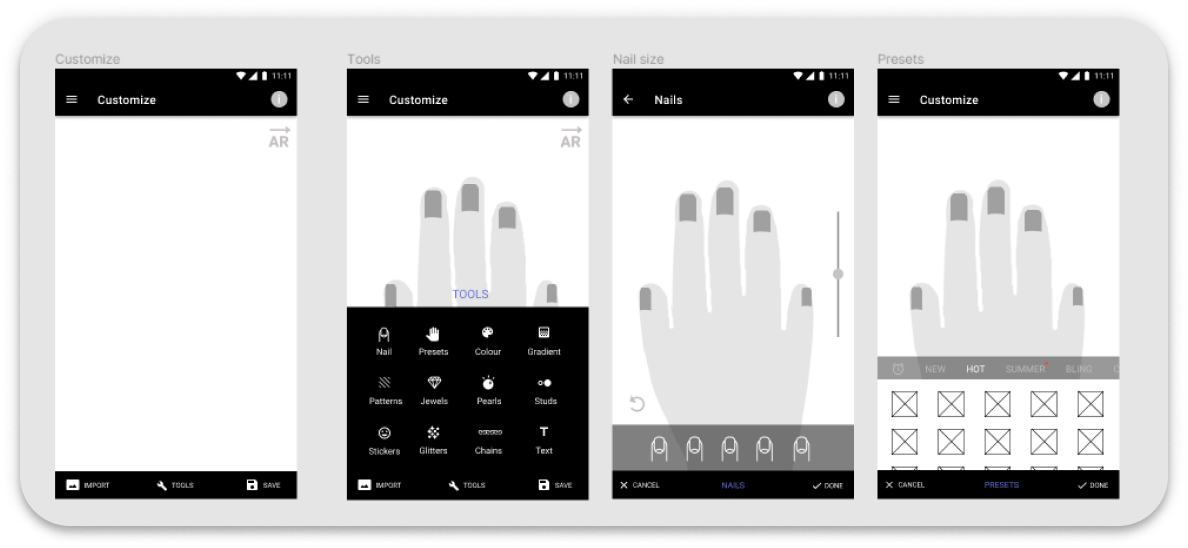 Customize
11:11
Customize
i
AR
IMPORT
TOOLS
SAVE
Tools
11:11
Customize
i
AR
TOOLS
Nail
Presets
Colour
Gradient
Patterns
Jewels
Pearls
Studs
Stickers
Glitters
Chains
T
Text
IMPORT
TOOLS
SAVE
Nail size
11:11
Nails
i
CANCEL
NAILS
DONE
Presets
11:11
Customize
i
NEW
HOT
SUMMER
BLING
CANCEL
PRESETS
DONE